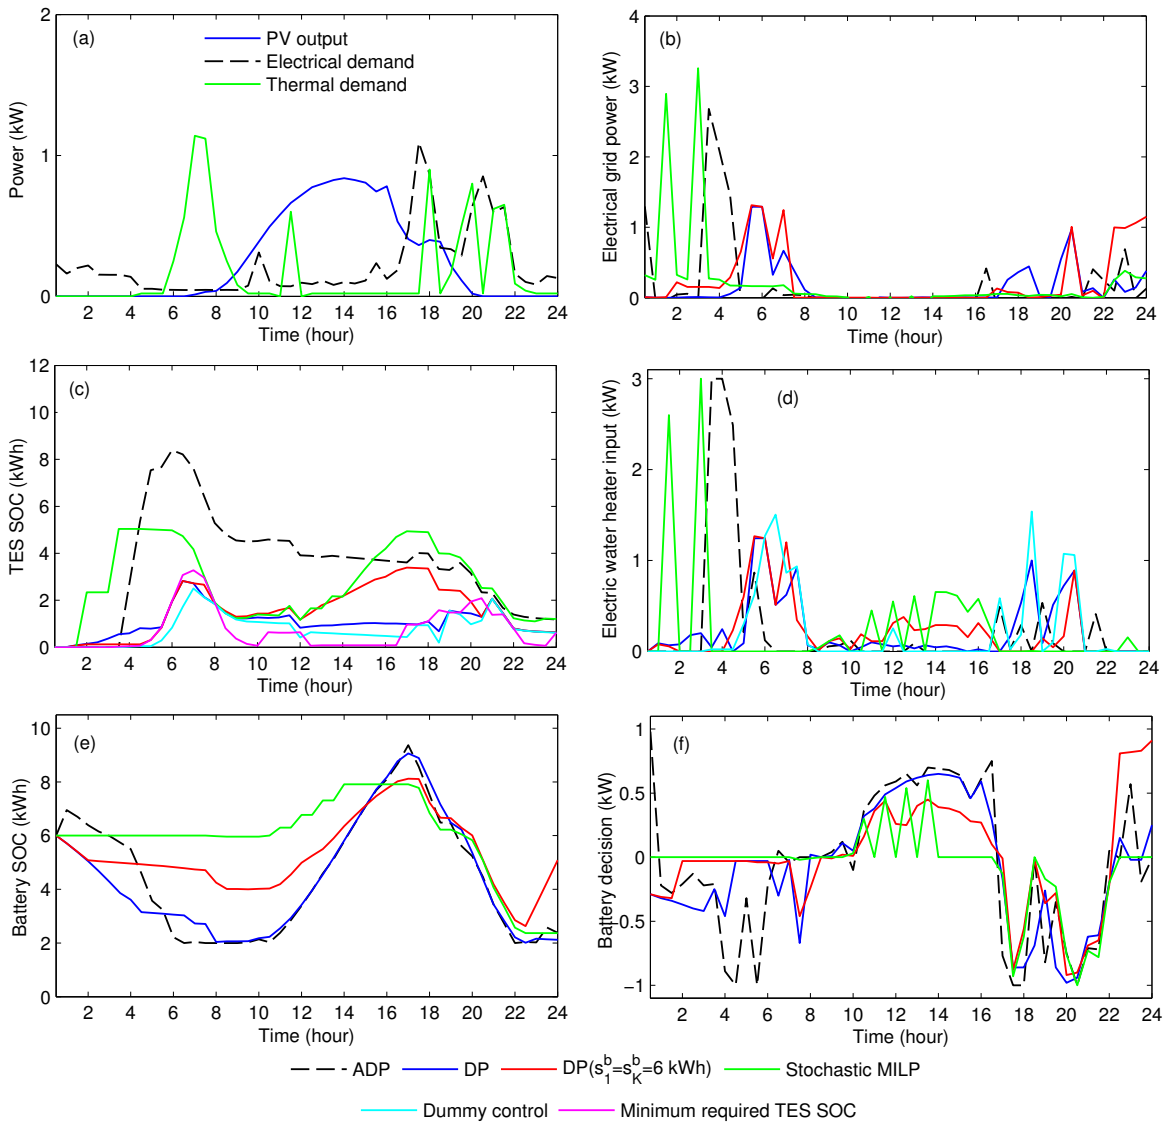 (a)
PV output
Electrical demand
Thermal demand
Power (kW)
2
1
0
2 4 6 8 10 12 14 16 18 20 22 24
Time (hour)
(b)
Electrical grid power (kW)
4
3
2
1
0
2 4 6 8 10 12 14 16 18 20 22 24
Time (hour)
(c)
TES SOC (kWh)
12
10
8
6
4
2
0
2 4 6 8 10 12 14 16 18 20 22 24
Time (hour)
(d)
Electric water heater input (kW)
3
2
1
0
2 4 6 8 10 12 14 16 18 20 22 24
Time (hour)
(e)
Battery SOC (kWh)
10
8
6
4
2
0
2 4 6 8 10 12 14 16 18 20 22 24
Time (hour)
(f)
Battery decision (kW)
1
0.5
0
−0.5
−1
2 4 6 8 10 12 14 16 18 20 22 24
Time (hour)
ADP DP DP(s₁ᵇ=s_Kᵇ=6 kWh) Stochastic MILP
Dummy control Minimum required TES SOC